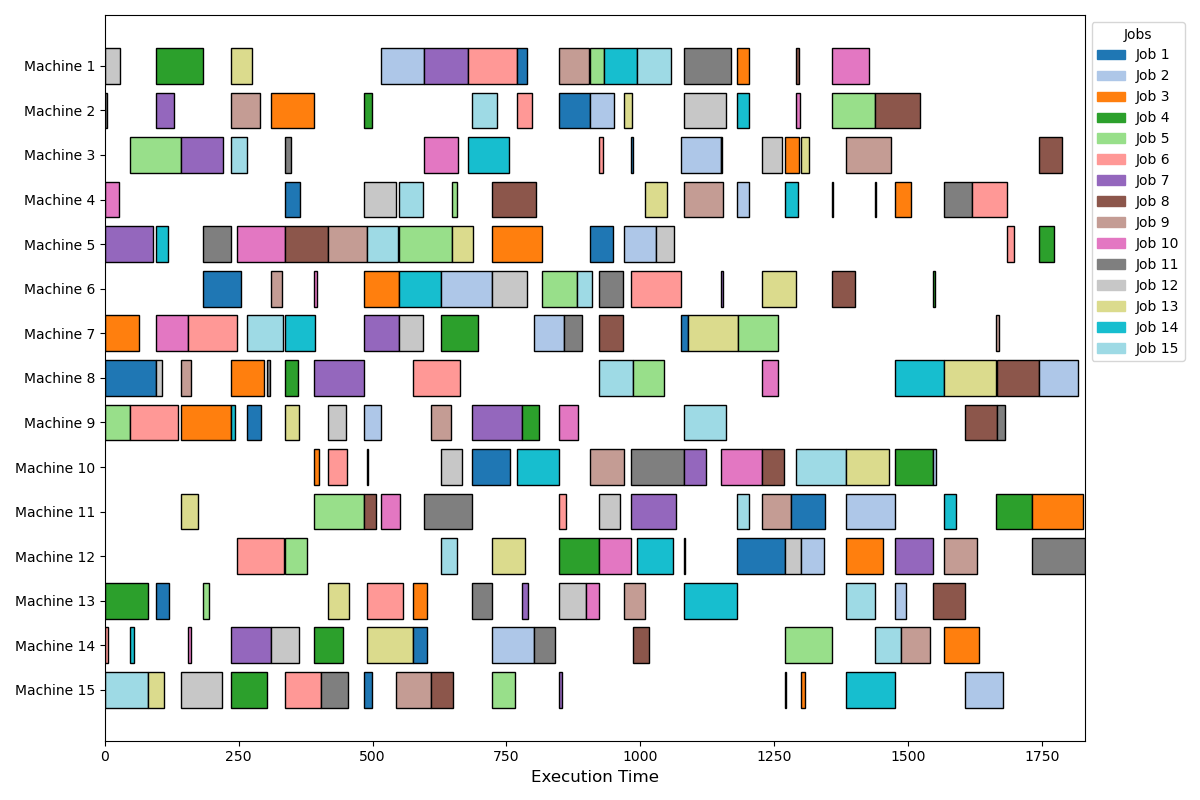 Machine 1
Machine 2
Machine 3
Machine 4
Machine 5
Machine 6
Machine 7
Machine 8
Machine 9
Machine 10
Machine 11
Machine 12
Machine 13
Machine 14
Machine 15
0 250 500 750 1000 1250 1500 1750
Execution Time
Jobs
Job 1
Job 2
Job 3
Job 4
Job 5
Job 6
Job 7
Job 8
Job 9
Job 10
Job 11
Job 12
Job 13
Job 14
Job 15